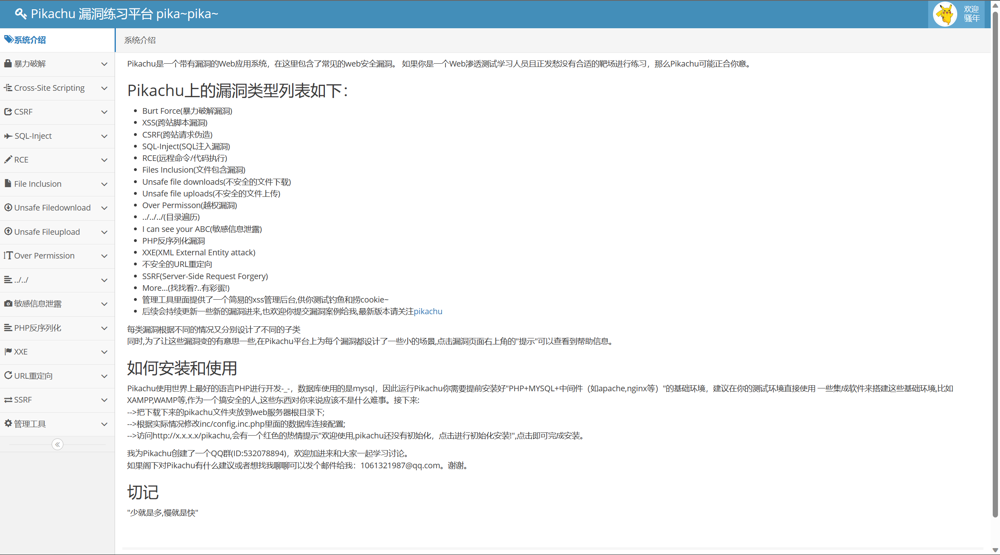 Pikachu 漏洞练习平台 pika~pika~
欢迎
骚年
系统介绍
暴力破解
Cross-Site Scripting
CSRF
SQL-Inject
RCE
File Inclusion
Unsafe Filedownload
Unsafe Fileupload
Over Permission
../../
敏感信息泄露
PHP反序列化
XXE
URL重定向
SSRF
管理工具
系统介绍
Pikachu是一个带有漏洞的Web应用系统，在这里包含了常见的web安全漏洞。 如果你是一个Web渗透测试学习人员且正发愁没有合适的靶场进行练习，那么Pikachu可能正合你意。
Pikachu上的漏洞类型列表如下：
Burt Force(暴力破解漏洞)
XSS(跨站脚本漏洞)
CSRF(跨站请求伪造)
SQL-Inject(SQL注入漏洞)
RCE(远程命令/代码执行)
Files Inclusion(文件包含漏洞)
Unsafe file downloads(不安全的文件下载)
Unsafe file uploads(不安全的文件上传)
Over Permisson(越权漏洞)
../../../(目录遍历)
I can see your ABC(敏感信息泄露)
PHP反序列化漏洞
XXE(XML External Entity attack)
不安全的URL重定向
SSRF(Server-Side Request Forgery)
More...(找找看?..有彩蛋!)
管理工具里面提供了一个简易的xss管理后台,供你测试钓鱼和捞cookie~
后续会持续更新一些新的漏洞进来,也欢迎你提交漏洞案例给我,最新版本请关注pikachu
每类漏洞根据不同的情况又分别设计了不同的子类
同时,为了让这些漏洞变的有意思一些,在Pikachu平台上为每个漏洞都设计了一些小的场景,点击漏洞页面右上角的"提示"可以查看到帮助信息。
如何安装和使用
Pikachu使用世界上最好的语言PHP进行开发-_-，数据库使用的是mysql，因此运行Pikachu你需要提前安装好"PHP+MYSQL+中间件（如apache,nginx等）"的基础环境，建议在你的测试环境直接使用 一些集成软件来搭建这些基础环境,比如
XAMPP,WAMP等,作为一个搞安全的人,这些东西对你来说应该不是什么难事。接下来:
-->把下载下来的pikachu文件夹放到web服务器根目录下;
-->根据实际情况修改inc/config.inc.php里面的数据库连接配置;
-->访问http://x.x.x.x/pikachu,会有一个红色的热情提示"欢迎使用,pikachu还没有初始化，点击进行初始化安装!",点击即可完成安装。
我为Pikachu创建了一个QQ群(ID:532078894)，欢迎加进来和大家一起学习讨论。
如果阁下对Pikachu有什么建议或者想找我聊聊可以发个邮件给我：1061321987@qq.com。谢谢。
切记
"少就是多,慢就是快"